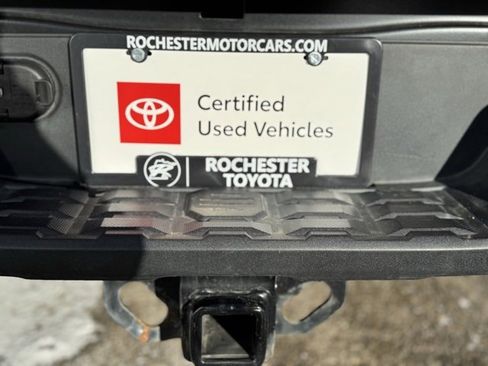 ROCHESTERMOTORCARS.COM
Certified
Used Vehicles
ROCHESTER
TOYOTA